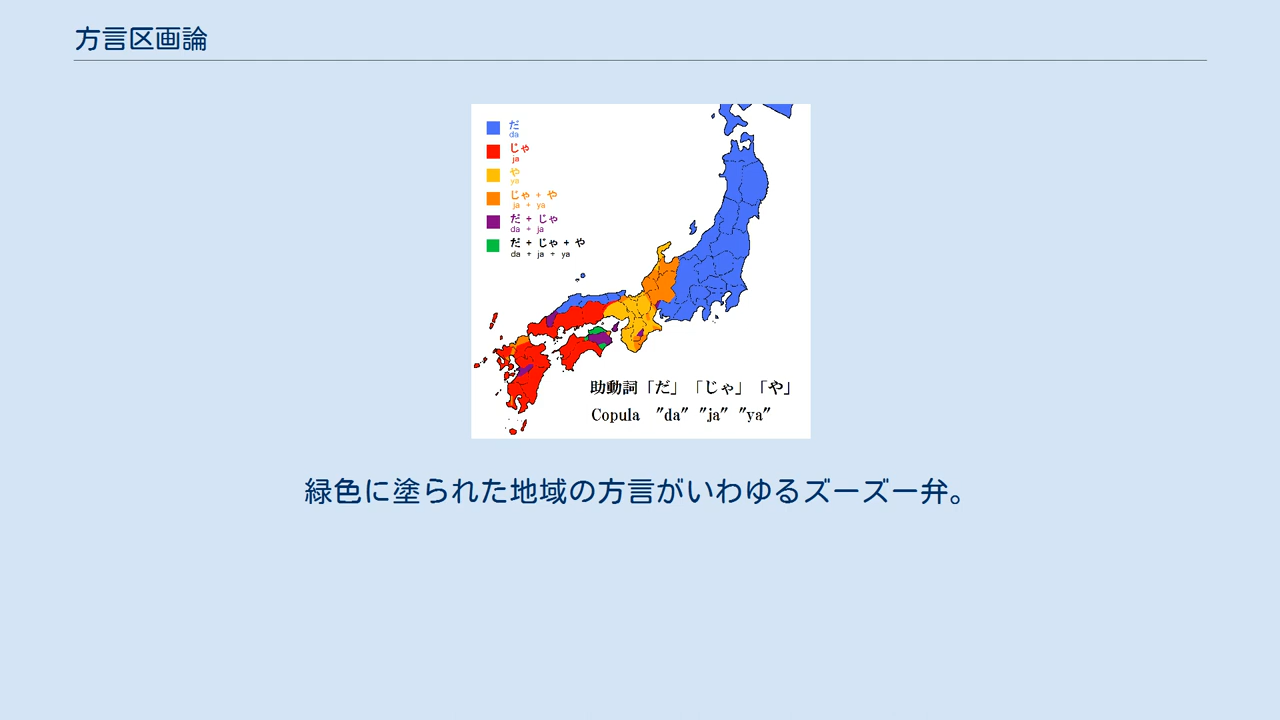 方言区画論
だ
da
じゃ
ja
や
ya
じゃ + や
ja + ya
だ + じゃ
da + ja
だ + じゃ + や
da + ja + ya
助動詞「だ」「じゃ」「や」
Copula "da" "ja" "ya"
緑色に塗られた地域の方言がいわゆるズーズー弁。